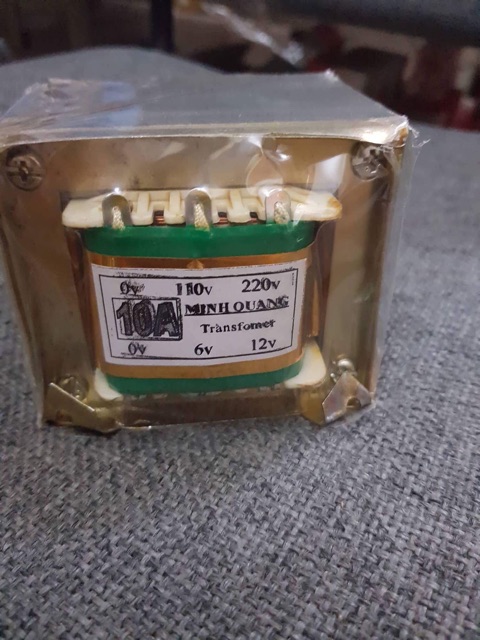 0v 110v 220v
10A MINH QUANG
Transfomer
0v 6v 12v